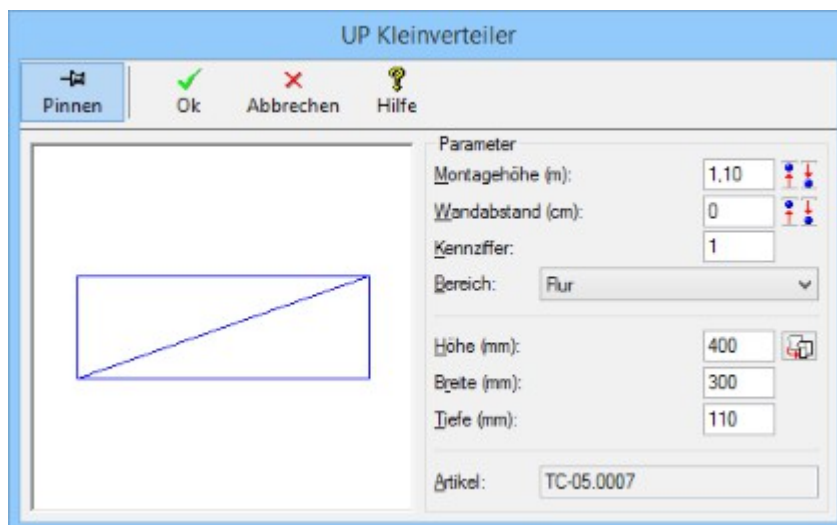 UP Kleinverteiler
Pinnen Ok Abbrechen Hilfe
Parameter
Montagehöhe (m): 1,10
Wandabstand (cm): 0
Kennziffer: 1
Bereich: Flur
Höhe (mm): 400
Breite (mm): 300
Tiefe (mm): 110
Artikel: TC-05.0007